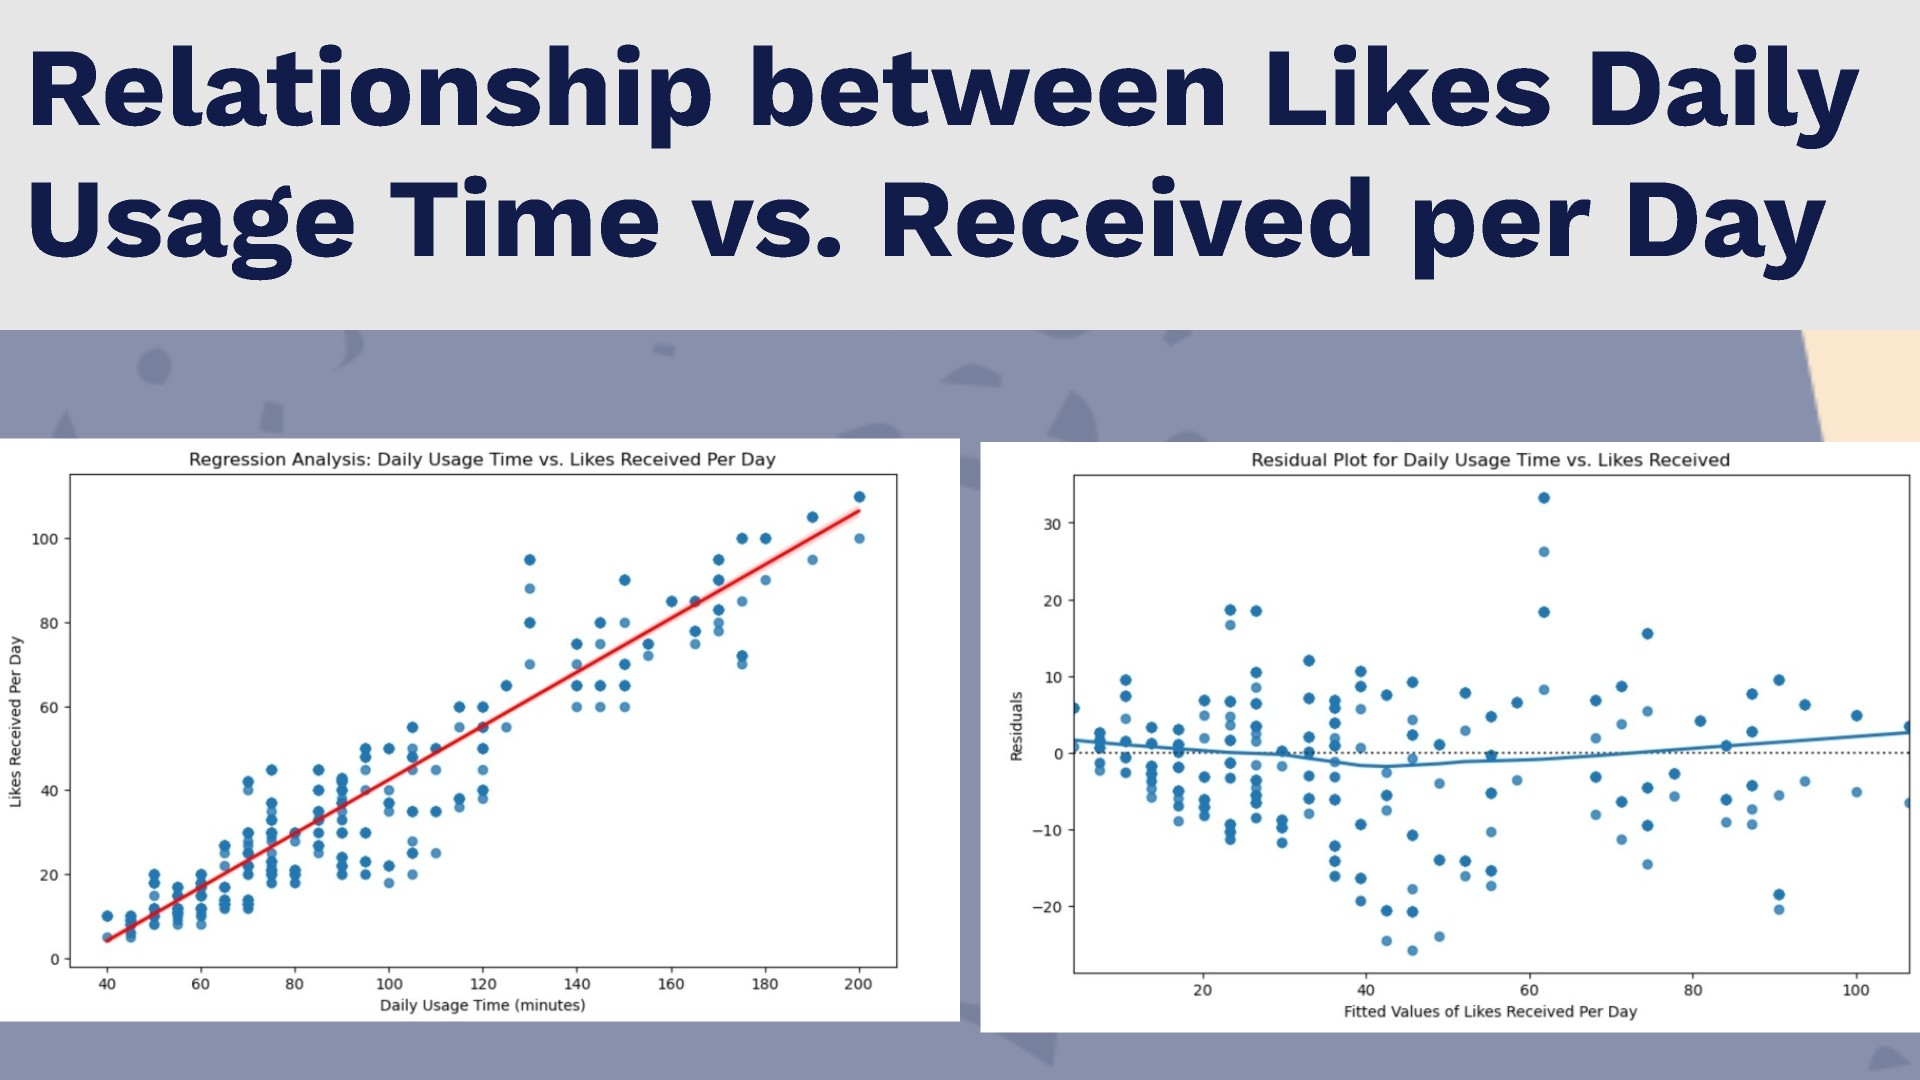 Relationship between Likes Daily
Usage Time vs. Received per Day
Regression Analysis: Daily Usage Time vs. Likes Received Per Day
Likes Received Per Day
100
80
60
40
20
0
40 60 80 100 120 140 160 180 200
Daily Usage Time (minutes)
Residual Plot for Daily Usage Time vs. Likes Received
Residuals
30
20
10
0
−10
−20
20 40 60 80 100
Fitted Values of Likes Received Per Day